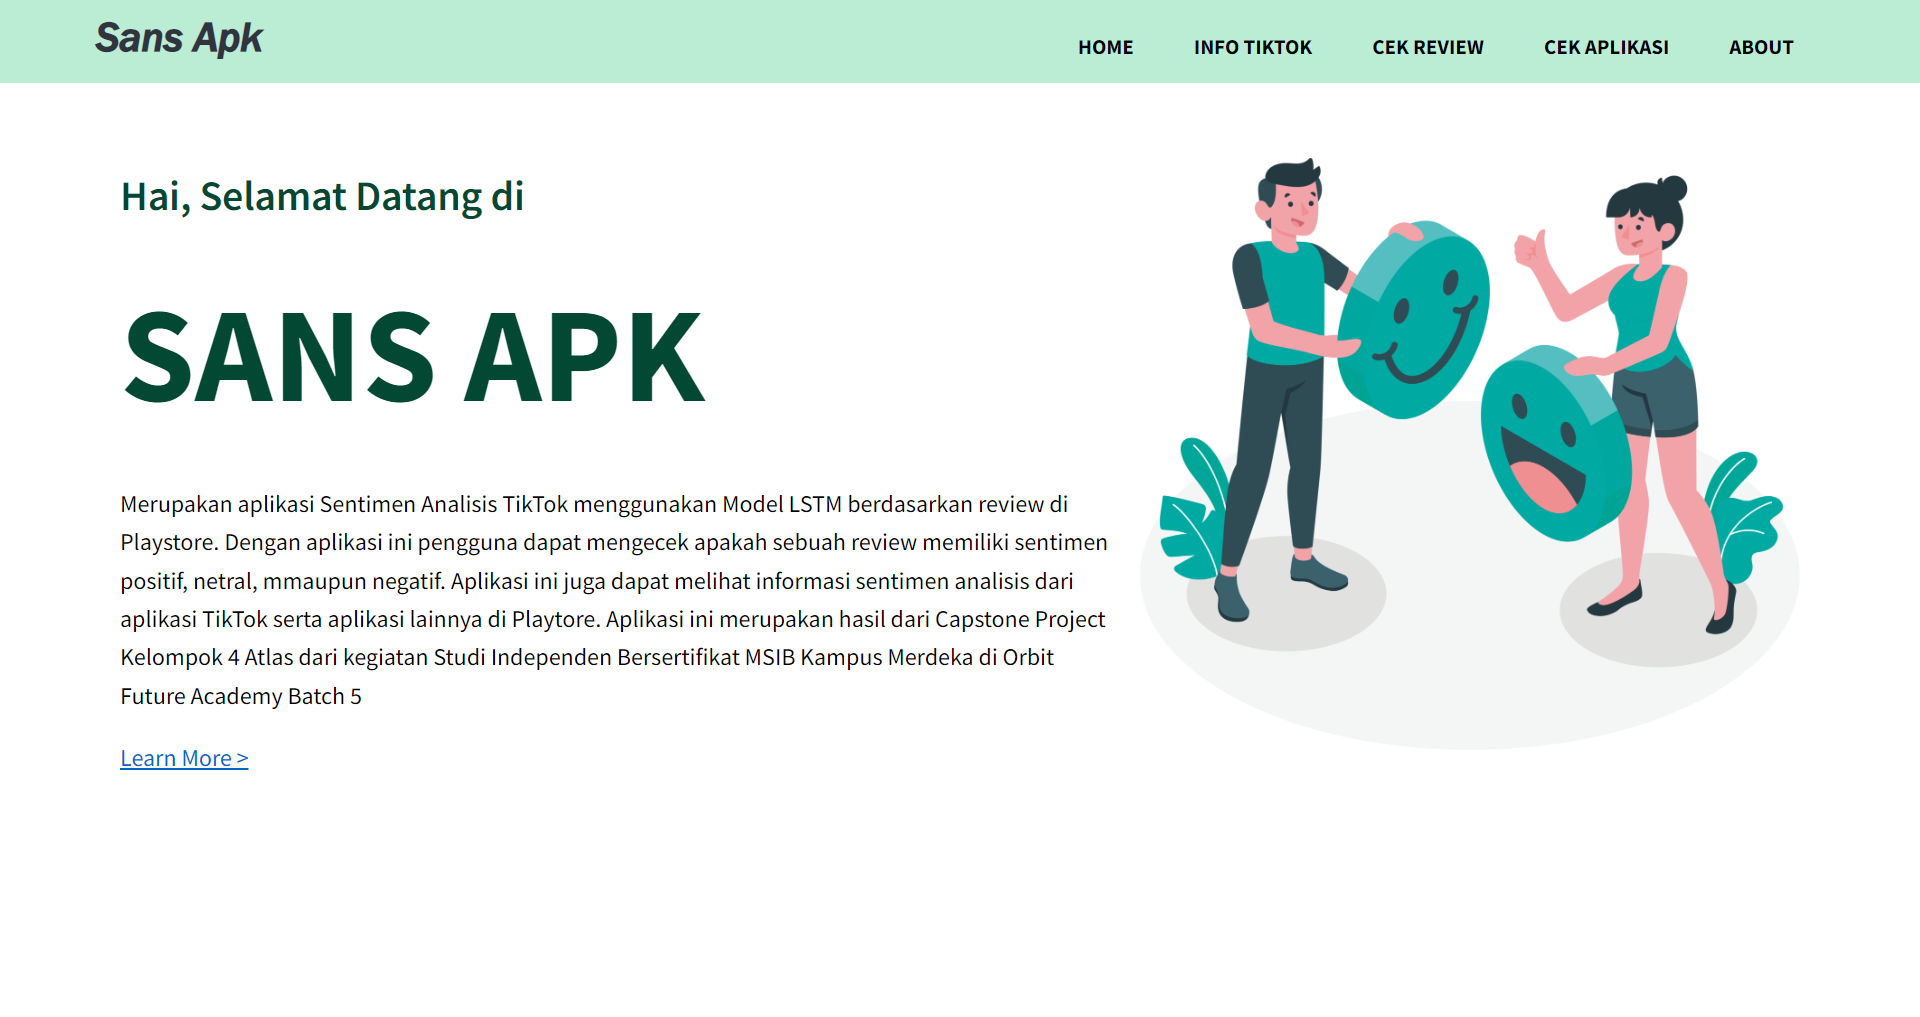 Sans Apk
HOME
INFO TIKTOK
CEK REVIEW
CEK APLIKASI
ABOUT
Hai, Selamat Datang di
SANS APK
Merupakan aplikasi Sentimen Analisis TikTok menggunakan Model LSTM berdasarkan review di
Playstore. Dengan aplikasi ini pengguna dapat mengecek apakah sebuah review memiliki sentimen
positif, netral, mmaupun negatif. Aplikasi ini juga dapat melihat informasi sentimen analisis dari
aplikasi TikTok serta aplikasi lainnya di Playtore. Aplikasi ini merupakan hasil dari Capstone Project
Kelompok 4 Atlas dari kegiatan Studi Independen Bersertifikat MSIB Kampus Merdeka di Orbit
Future Academy Batch 5
Learn More >